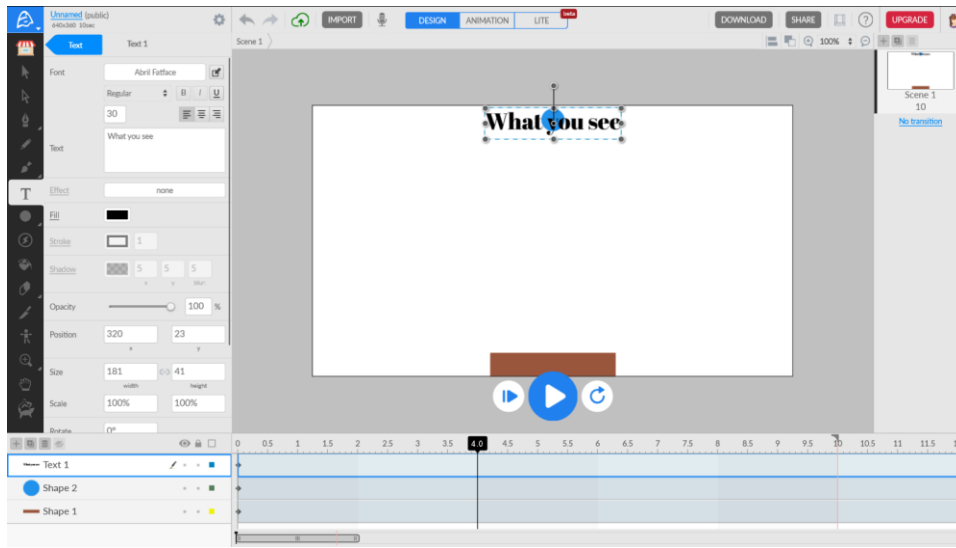 Unnamed (public)
640x360 10sec
IMPORT
DESIGN
ANIMATION
LITE
beta
DOWNLOAD
SHARE
?
UPGRADE
Text
Text 1
Scene 1
100%
Font
Abril Fatface
Regular
B I U
30
Text
What you see
What you see
Scene 1
10
No transition
T
Effect
none
Fill
Stroke
1
Shadow
5 5 5
x y blur:
Opacity
100 %
Position
320 23
x y
Size
181 41
width height
Scale
100% 100%
Rotate
0°
0 0.5 1 1.5 2 2.5 3 3.5 4.0 4.5 5 5.5 6 6.5 7 7.5 8 8.5 9 9.5 10 10.5 11 11.5
Text 1
Shape 2
Shape 1